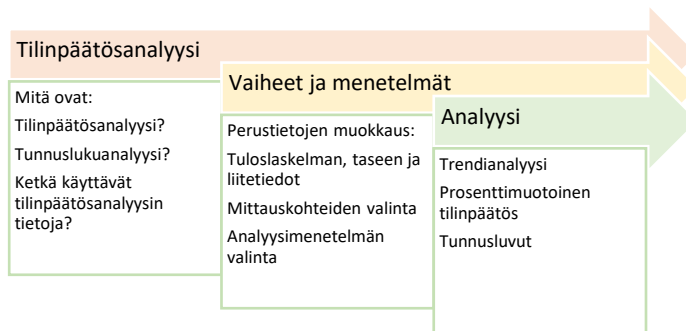 Tilinpäätösanalyysi
Mitä ovat:
Tilinpäätösanalyysi?
Tunnuslukuanalyysi?
Ketkä käyttävät
tilinpäätösanalyysin
tietoja?
Vaiheet ja menetelmät
Perustietojen muokkaus:
Tuloslaskelman, taseen ja
liitetiedot
Mittauskohteiden valinta
Analyysimenetelmän
valinta
Analyysi
Trendianalyysi
Prosenttimuotoinen
tilinpäätös
Tunnusluvut